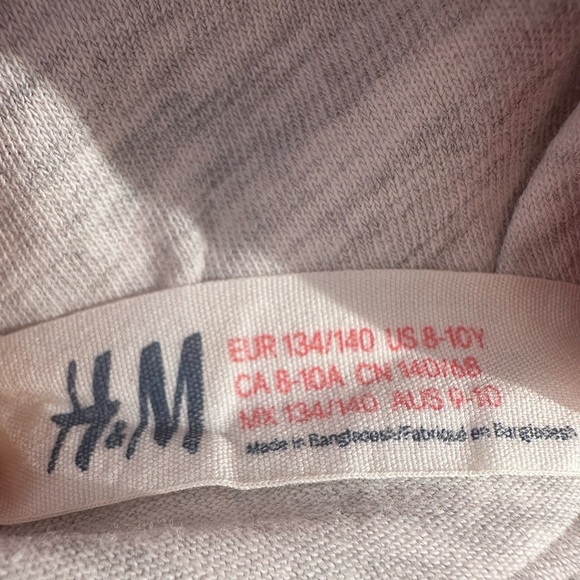 H&M
EUR 134/140 US 8-10Y
CA 8-10A CN 140/68
MX 134/140 AUS 9-10
Made in Bangladesh/Fabriqué en Bangladesh